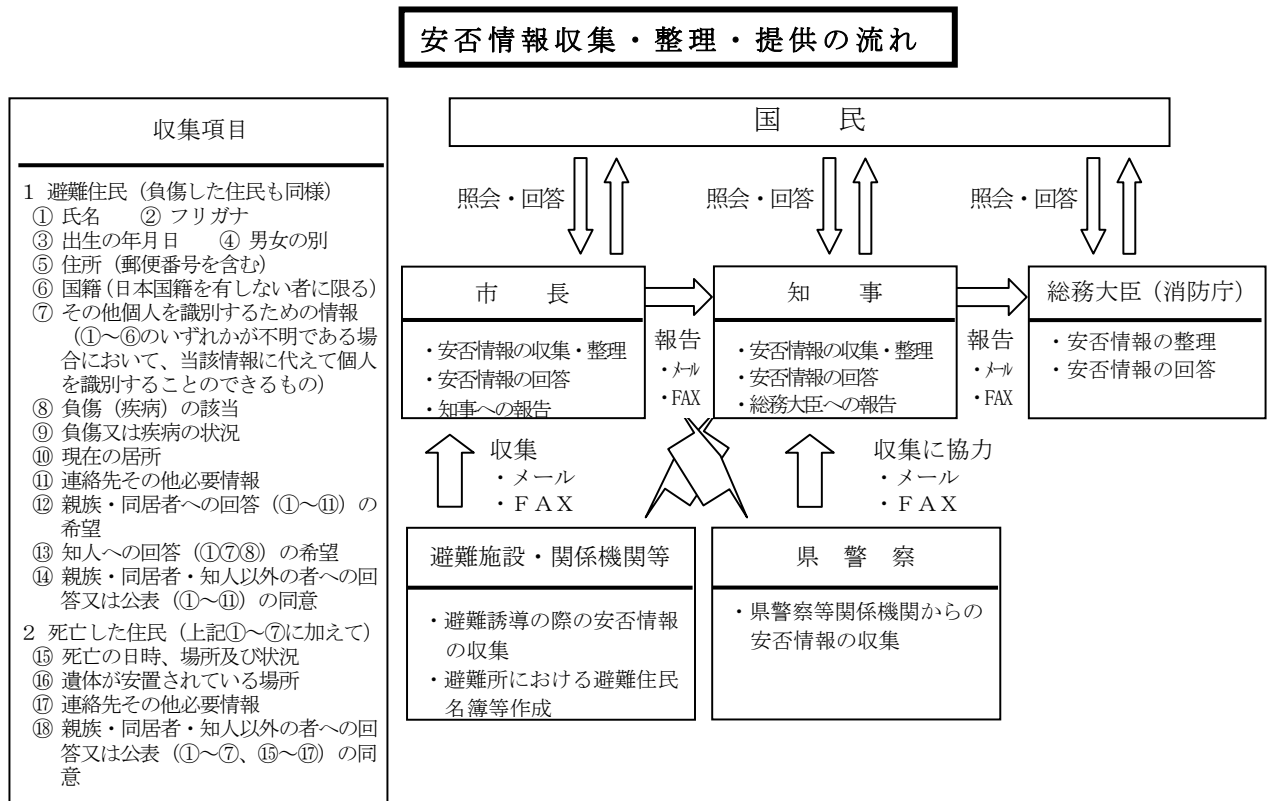 安否情報収集・整理・提供の流れ
収集項目
1 避難住民（負傷した住民も同様）
① 氏名　② フリガナ
③ 出生の年月日　④ 男女の別
⑤ 住所（郵便番号を含む）
⑥ 国籍（日本国籍を有しない者に限る）
⑦ その他個人を識別するための情報
（①～⑥のいずれかが不明である場
合において、当該情報に代えて個人
を識別することのできるもの）
⑧ 負傷（疾病）の該当
⑨ 負傷又は疾病の状況
⑩ 現在の居所
⑪ 連絡先その他必要情報
⑫ 親族・同居者への回答（①～⑪）の
希望
⑬ 知人への回答（①⑦⑧）の希望
⑭ 親族・同居者・知人以外の者への回
答又は公表（①～⑪）の同意
2 死亡した住民（上記①～⑦に加えて）
⑮ 死亡の日時、場所及び状況
⑯ 遺体が安置されている場所
⑰ 連絡先その他必要情報
⑱ 親族・同居者・知人以外の者への回
答又は公表（①～⑦、⑮～⑰）の同
意
国　民
照会・回答
照会・回答
照会・回答
市　長
・安否情報の収集・整理
・安否情報の回答
・知事への報告
報告
・メール
・FAX
知　事
・安否情報の収集・整理
・安否情報の回答
・総務大臣への報告
報告
・メール
・FAX
総務大臣（消防庁）
・安否情報の整理
・安否情報の回答
収集
・メール
・ＦＡＸ
収集に協力
・メール
・ＦＡＸ
避難施設・関係機関等
・避難誘導の際の安否情報
の収集
・避難所における避難住民
名簿等作成
県　警　察
・県警察等関係機関からの
安否情報の収集